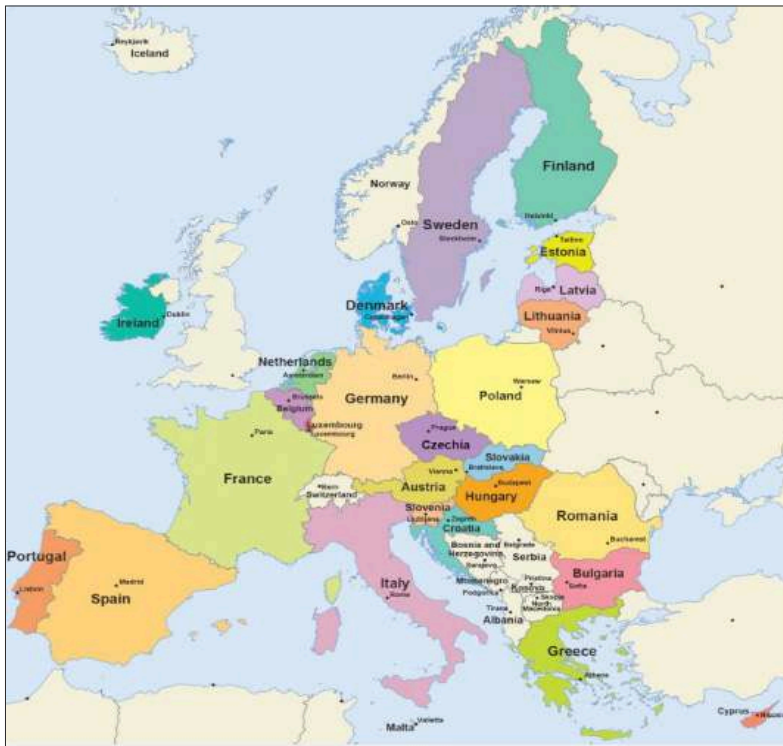 Reykjavik
Iceland
Finland
Norway
Helsinki
Oslo
Sweden
Tallinn
Stockholm
Estonia
Riga
Latvia
Denmark
Copenhagen
Lithuania
Vilnius
Dublin
Ireland
Netherlands
Amsterdam
Berlin
Warsaw
Germany
Poland
Brussels
Belgium
Luxembourg
Luxembourg
Paris
Prague
Czechia
Slovakia
Vienna
Bratislava
France
Bern
Switzerland
Austria
Budapest
Hungary
Slovenia
Ljubljana
Zagreb
Croatia
Romania
Bucharest
Bosnia and
Herzegovina
Sarajevo
Belgrade
Serbia
Portugal
Lisbon
Madrid
Spain
Italy
Rome
Montenegro
Podgorica
Pristina
Kosovo
Bulgaria
Sofia
Skopje
North
Macedonia
Tirana
Albania
Greece
Athens
Malta
Valletta
Cyprus